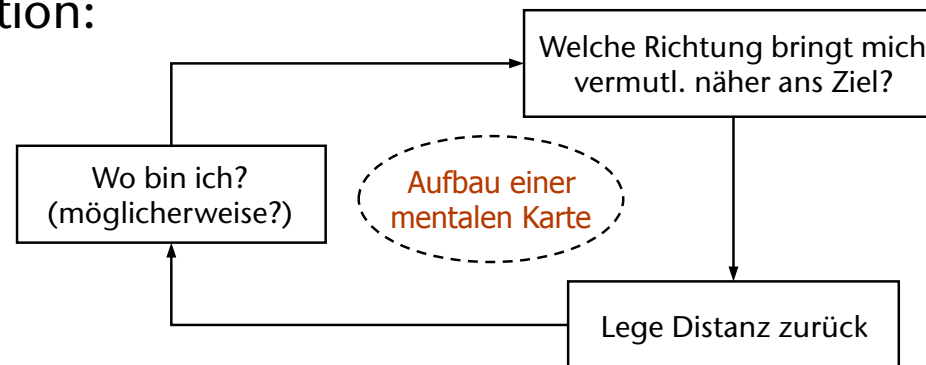 tion:
Welche Richtung bringt mich
vermutl. näher ans Ziel?
Wo bin ich?
(möglicherweise?)
Aufbau einer
mentalen Karte
Lege Distanz zurück